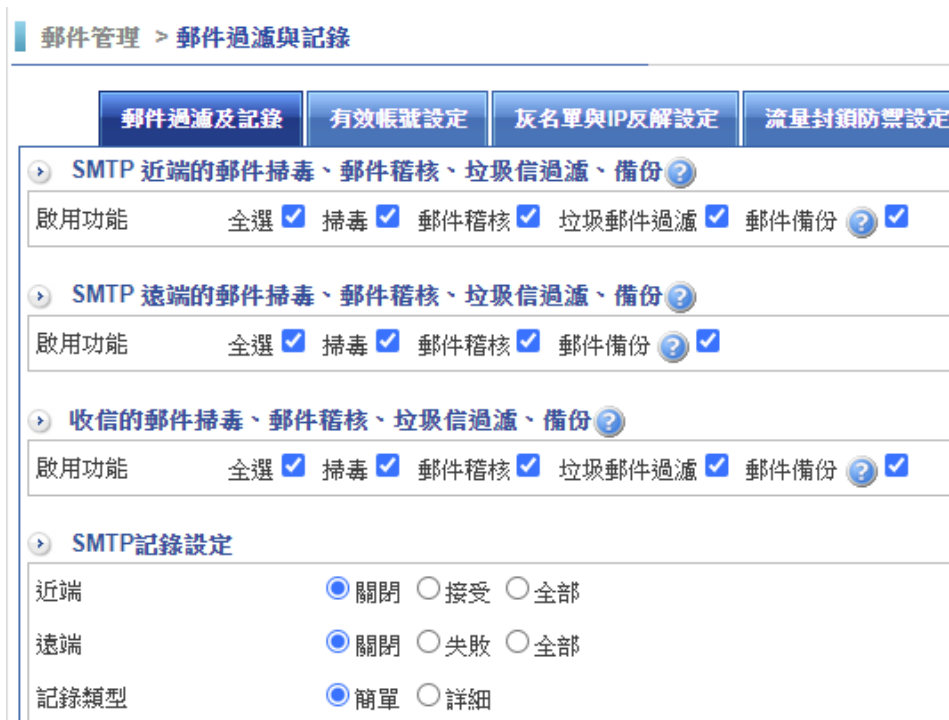 郵件管理 > 郵件過濾與記錄
郵件過濾及記錄 有效帳號設定 灰名單與IP反解設定 流量封鎖防禦設定
SMTP 近端的郵件掃毒、郵件稽核、垃圾信過濾、備份
啟用功能 全選 掃毒 郵件稽核 垃圾郵件過濾 郵件備份
SMTP 遠端的郵件掃毒、郵件稽核、垃圾信過濾、備份
啟用功能 全選 掃毒 郵件稽核 郵件備份
收信的郵件掃毒、郵件稽核、垃圾信過濾、備份
啟用功能 全選 掃毒 郵件稽核 垃圾郵件過濾 郵件備份
SMTP記錄設定
近端 關閉 接受 全部
遠端 關閉 失敗 全部
記錄類型 簡單 詳細